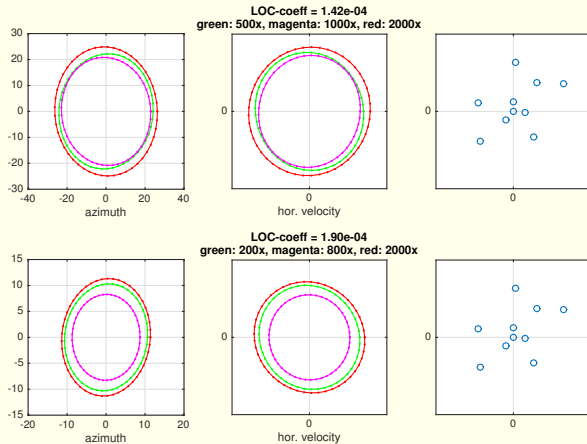 LOC-coeff = 1.42e-04
green: 500x, magenta: 1000x, red: 2000x
30
20
10
0
-10
-20
-30
-40 -20 0 20 40
azimuth
0
0
hor. velocity
0
0
LOC-coeff = 1.90e-04
green: 200x, magenta: 800x, red: 2000x
15
10
5
0
-5
-10
-15
-20 -10 0 10 20
azimuth
0
0
hor. velocity
0
0